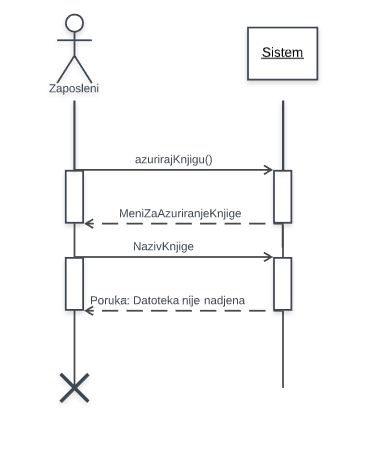 Sistem
Zaposleni
azurirajKnjigu()
MeniZaAzuriranjeKnjige
NazivKnjige
Poruka: Datoteka nije nadjena